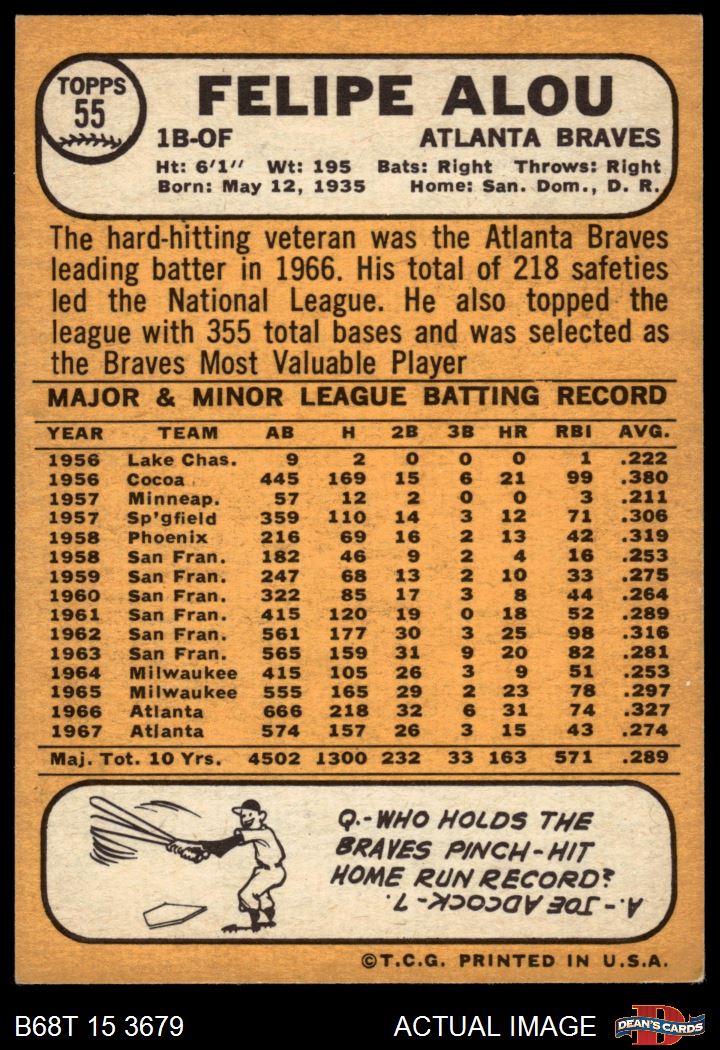 TOPPS
55
FELIPE ALOU
1B-OF ATLANTA BRAVES
Ht: 6'1" Wt: 195 Bats: Right Throws: Right
Born: May 12, 1935 Home: San. Dom., D. R.
The hard-hitting veteran was the Atlanta Braves
leading batter in 1966. His total of 218 safeties
led the National League. He also topped the
league with 355 total bases and was selected as
the Braves Most Valuable Player
MAJOR & MINOR LEAGUE BATTING RECORD
YEAR TEAM AB H 2B 3B HR RBI AVG.
1956 Lake Chas. 9 2 0 0 0 1 .222
1956 Cocoa 445 169 15 6 21 99 .380
1957 Minneap. 57 12 2 0 0 3 .211
1957 Sp'gfield 359 110 14 3 12 71 .306
1958 Phoenix 216 69 16 2 13 42 .319
1958 San Fran. 182 46 9 2 4 16 .253
1959 San Fran. 247 68 13 2 10 33 .275
1960 San Fran. 322 85 17 3 8 44 .264
1961 San Fran. 415 120 19 0 18 52 .289
1962 San Fran. 561 177 30 3 25 98 .316
1963 San Fran. 565 159 31 9 20 82 .281
1964 Milwaukee 415 105 26 3 9 51 .253
1965 Milwaukee 555 165 29 2 23 78 .297
1966 Atlanta 666 218 32 6 31 74 .327
1967 Atlanta 574 157 26 3 15 43 .274
Maj. Tot. 10 Yrs. 4502 1300 232 33 163 571 .289
Q.-WHO HOLDS THE
BRAVES PINCH-HIT
HOME RUN RECORD?
A.-JOE ADCOCK-7.
©T.C.G. PRINTED IN U.S.A.
B68T 15 3679 ACTUAL IMAGE
D
DEAN'S CARDS